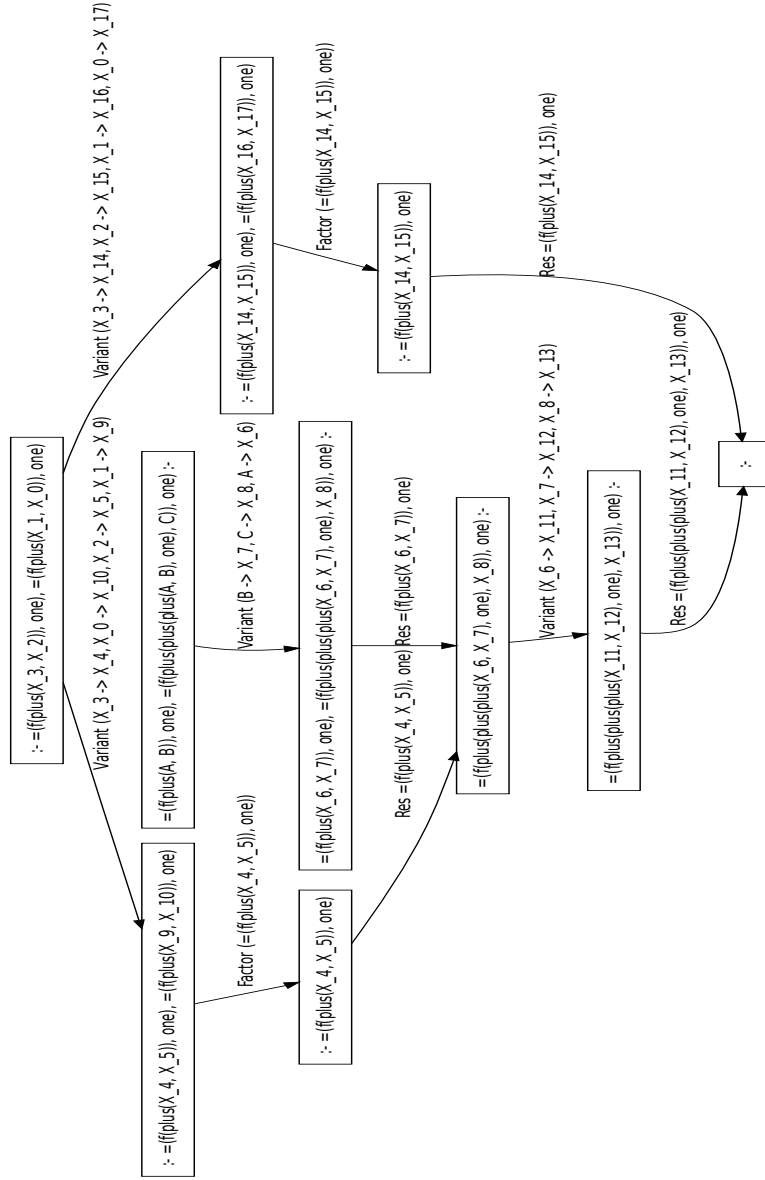 :- =(f(plus(X_3, X_2)), one), =(f(plus(X_1, X_0)), one)
Variant (X_3 -> X_4, X_0 -> X_10, X_2 -> X_5, X_1 -> X_9)
Variant (X_3 -> X_14, X_2 -> X_15, X_1 -> X_16, X_0 -> X_17)
:- =(f(plus(X_4, X_5)), one), =(f(plus(X_9, X_10)), one)
=(f(plus(A, B)), one), =(f(plus(plus(plus(A, B), one), C)), one) :-
:- =(f(plus(X_14, X_15)), one), =(f(plus(X_16, X_17)), one)
Factor (=(f(plus(X_4, X_5)), one))
Variant (B -> X_7, C -> X_8, A -> X_6)
Factor (=(f(plus(X_14, X_15)), one))
:- =(f(plus(X_4, X_5)), one)
=(f(plus(X_6, X_7)), one), =(f(plus(plus(plus(X_6, X_7), one), X_8)), one) :-
:- =(f(plus(X_14, X_15)), one)
Res =(f(plus(X_4, X_5)), one)
Res =(f(plus(X_6, X_7)), one)
=(f(plus(plus(plus(X_6, X_7), one), X_8)), one) :-
Res =(f(plus(X_14, X_15)), one)
Variant (X_6 -> X_11, X_7 -> X_12, X_8 -> X_13)
=(f(plus(plus(plus(X_11, X_12), one), X_13)), one) :-
Res =(f(plus(plus(plus(X_11, X_12), one), X_13)), one)
:-